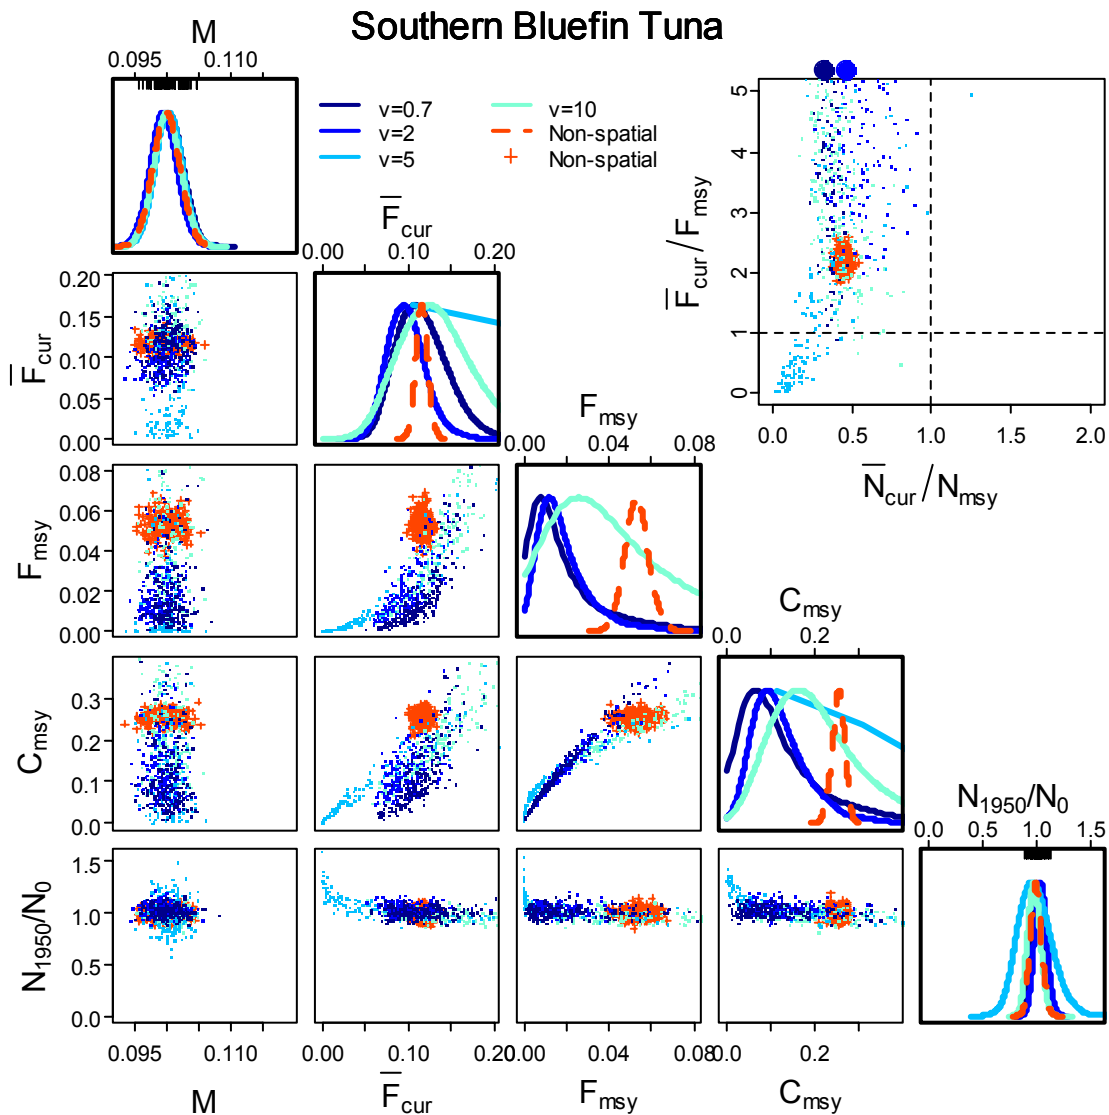 Southern Bluefin Tuna
M
0.095 0.110
v=0.7
v=2
v=5
v=10
Non-spatial
Non-spatial
F̅cur
0.00 0.10 0.20
5
4
3
2
1
0
F̅cur / Fmsy
0.0 0.5 1.0 1.5 2.0
N̅cur / Nmsy
0.20
0.15
0.10
0.05
0.00
F̅cur
Fmsy
0.00 0.04 0.08
0.08
0.06
0.04
0.02
0.00
Fmsy
Cmsy
0.0 0.2
0.3
0.2
0.1
0.0
Cmsy
N1950/N0
0.0 0.5 1.0 1.5
1.5
1.0
0.5
0.0
N1950/N0
0.095 0.110
0.00 0.10 0.20
0.00 0.04 0.08
0.0 0.2
M
F̅cur
Fmsy
Cmsy